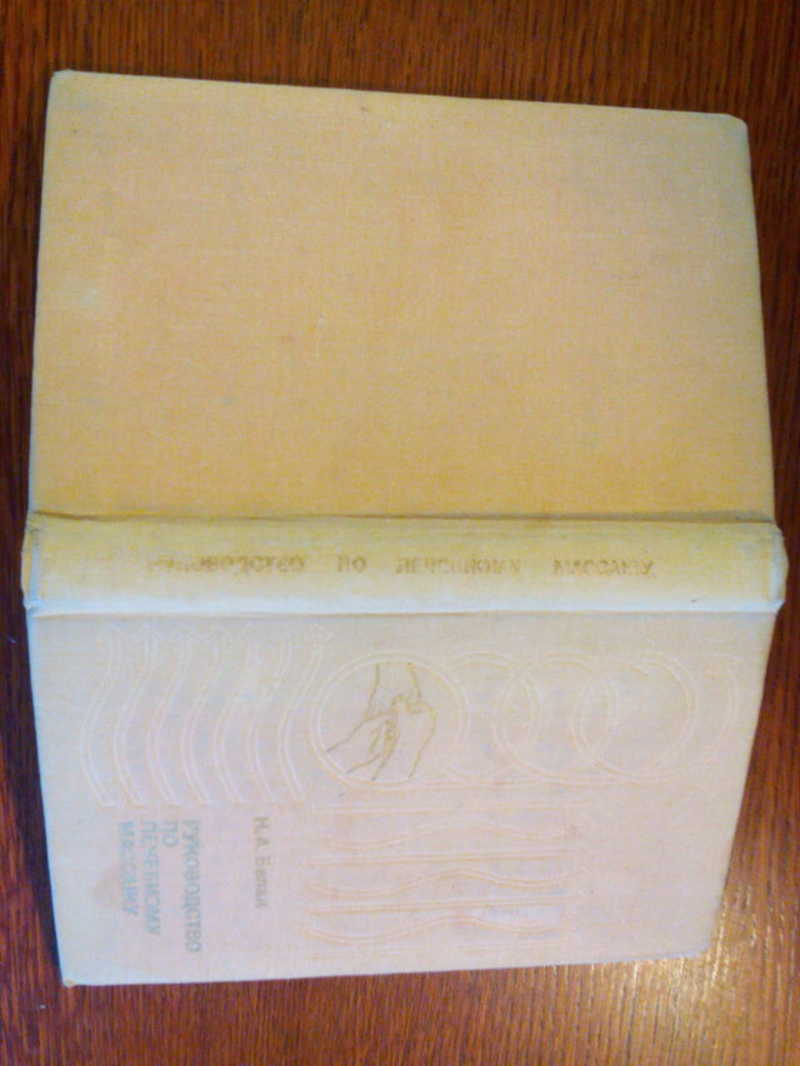 РУКОВОДСТВО ПО ЛЕЧЕБНОМУ МАССАЖУ
Н.А.Белая
РУКОВОДСТВО
ПО
ЛЕЧЕБНОМУ
МАССАЖУ